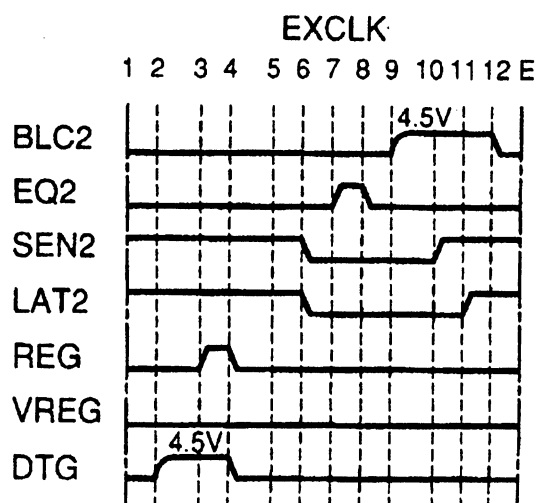 EXCLK
1 2 3 4 5 6 7 8 9 10 11 12 E
BLC2 4.5V
EQ2
SEN2
LAT2
REG
VREG
DTG 4.5V